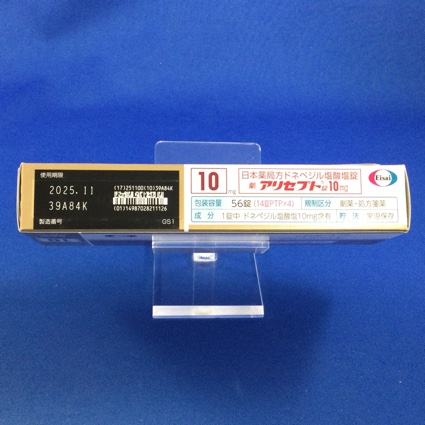 使用期限
2025.11
39A84K
製造番号
(17)251100(10)39A84K
(01)14987028211126
GS1
10mg
日本薬局方ドネペジル塩酸塩錠
劇 アリセプト錠10mg
Eisai
包装容量 56錠(14錠PTP×4) 規制区分 劇薬・処方箋薬
成分 1錠中 ドネペジル塩酸塩10mg含有 貯法 室温保存